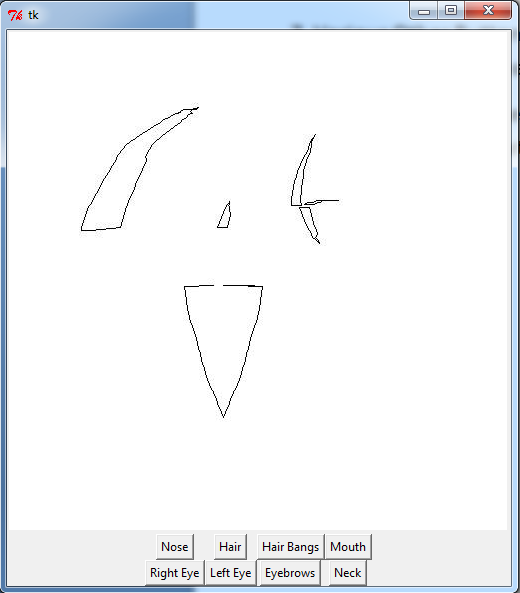 tk
Nose Hair Hair Bangs Mouth
Right Eye Left Eye Eyebrows Neck